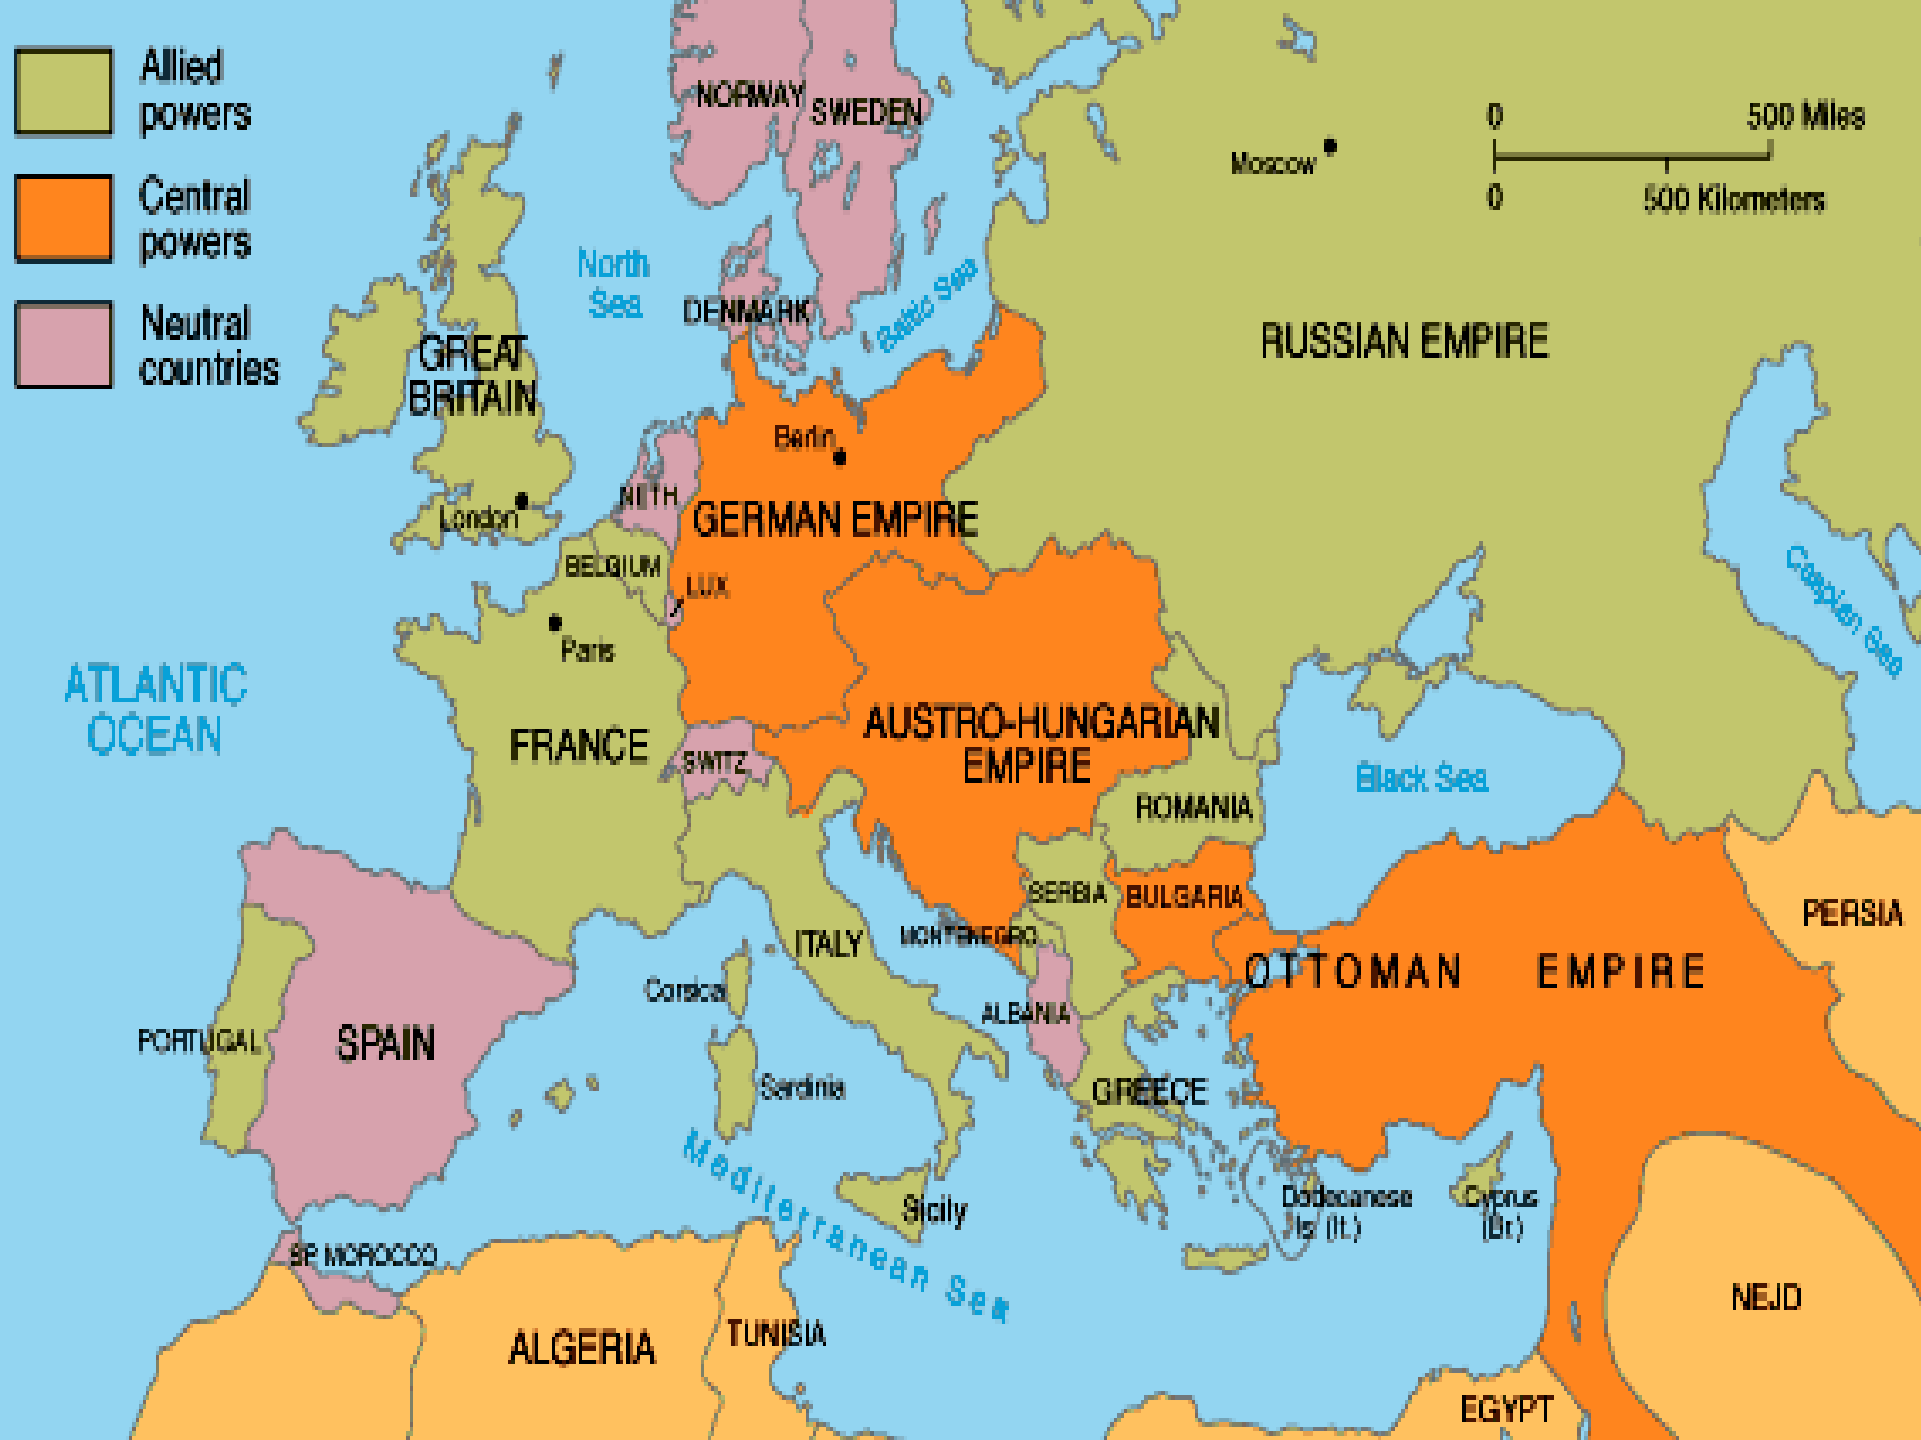 Allied
powers
Central
powers
Neutral
countries
NORWAY
SWEDEN
0
500 Miles
Moscow
0
500 Kilometers
North
Sea
DENMARK
Baltic Sea
GREAT
BRITAIN
RUSSIAN EMPIRE
Berlin
NETH
London
GERMAN EMPIRE
BELGIUM
LUX
Caspian Sea
Paris
ATLANTIC
OCEAN
FRANCE
AUSTRO-HUNGARIAN
EMPIRE
SWITZ
Black Sea
ROMANIA
SERBIA
BULGARIA
PERSIA
MONTENEGRO
ITALY
OTTOMAN EMPIRE
Corsica
ALBANIA
PORTUGAL
SPAIN
Sardinia
GREECE
Mediterranean Sea
Sicily
Dodecanese
Is (It.)
Cyprus
(Br.)
SP MOROCCO
NEJD
ALGERIA
TUNISIA
EGYPT